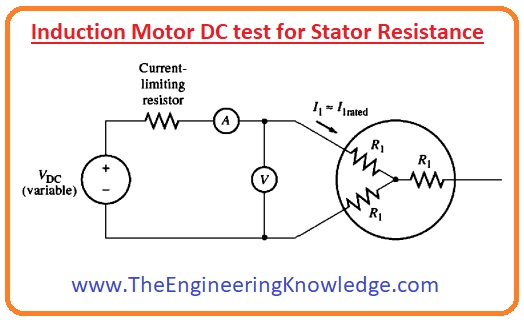 Induction Motor DC test for Stator Resistance
Current-
limiting
resistor
A
I₁ = I₁rated
V_DC
(variable)
+
–
V
R₁
R₁
R₁
www.TheEngineeringKnowledge.com